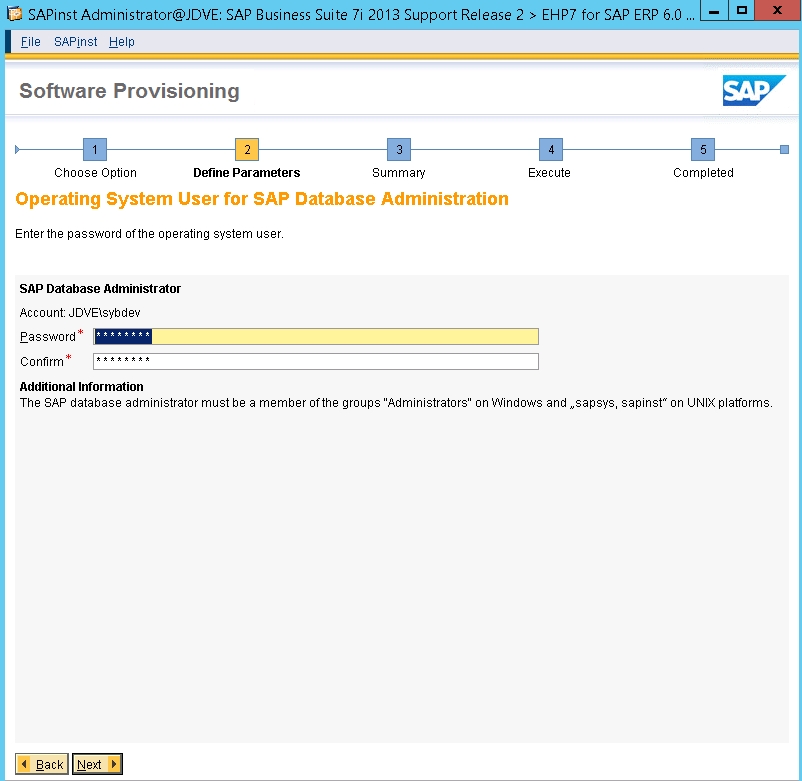 SAPinst Administrator@JDVE: SAP Business Suite 7i 2013 Support Release 2 > EHP7 for SAP ERP 6.0 ...
File SAPinst Help
Software Provisioning
SAP
1 2 3 4 5
Choose Option Define Parameters Summary Execute Completed
Operating System User for SAP Database Administration
Enter the password of the operating system user.
SAP Database Administrator
Account: JDVE\sybdev
Password* ********
Confirm* ********
Additional Information
The SAP database administrator must be a member of the groups "Administrators" on Windows and „sapsys, sapinst“ on UNIX platforms.
Back Next